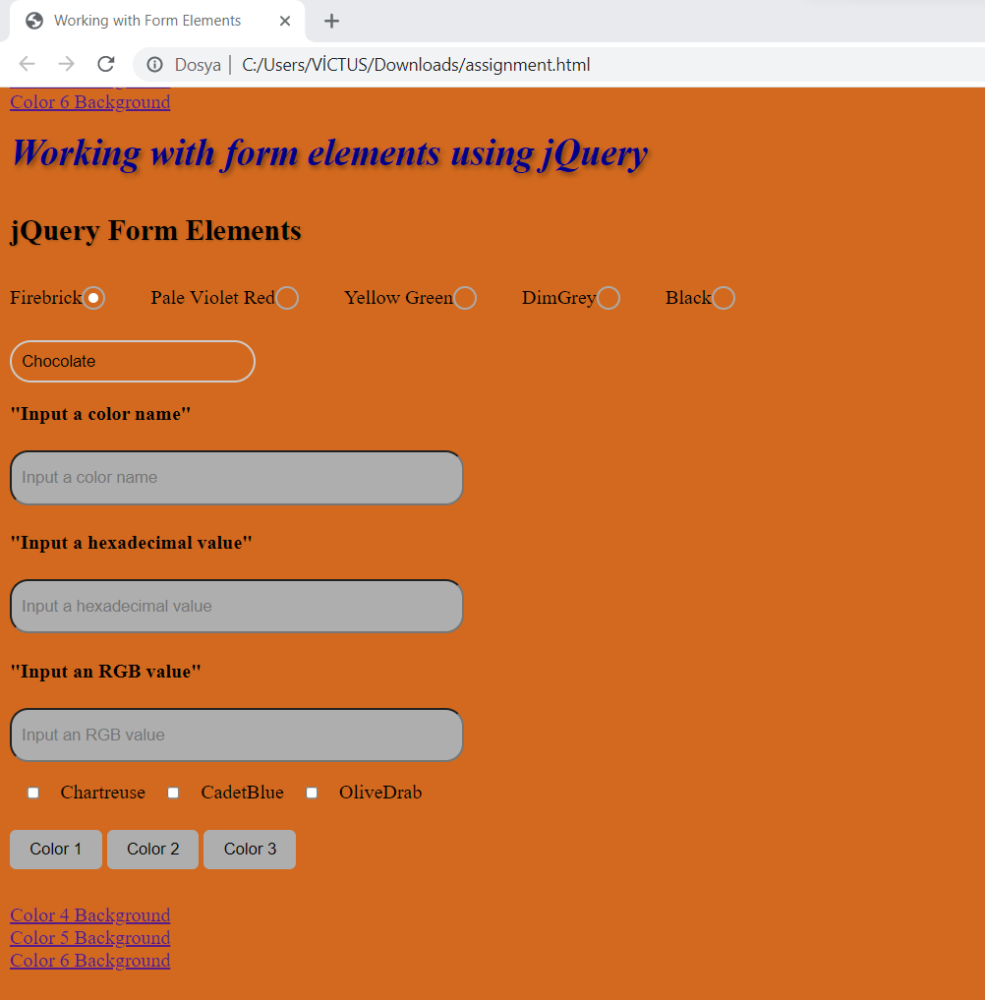 Working with Form Elements
Dosya | C:/Users/VİCTUS/Downloads/assignment.html
Color 6 Background
Working with form elements using jQuery
jQuery Form Elements
Firebrick Pale Violet Red Yellow Green DimGrey Black
Chocolate
"Input a color name"
Input a color name
"Input a hexadecimal value"
Input a hexadecimal value
"Input an RGB value"
Input an RGB value
Chartreuse CadetBlue OliveDrab
Color 1 Color 2 Color 3
Color 4 Background
Color 5 Background
Color 6 Background